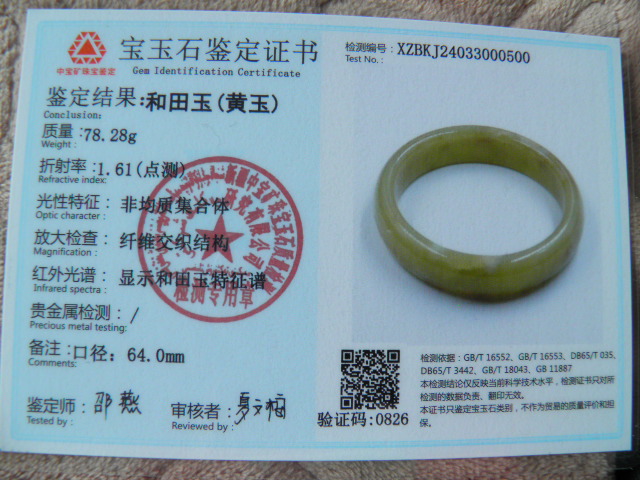 中宝矿珠宝鉴定
宝玉石鉴定证书
Gem Identification Certificate
检测编号：XZBKJ24033000500
Test No.:
鉴定结果：和田玉(黄玉)
Conclusion:
质量：78.28g
Weight:
折射率：1.61(点测)
Refractive index:
光性特征：非均质集合体
Optic character:
放大检查：纤维交织结构
Magnification:
红外光谱：显示和田玉特征谱
Infrared spectra:
贵金属检测：/
Precious metal testing:
备注：口径：64.0mm
Comments:
鉴定师：邵燕
Tested by:
审核者：
Reviewed by:
检测专用章
验证码:0826
检测依据：GB/T 16552、GB/T 16553、DB65/T 035、
DB65/T 3442、GB/T 18043、GB 11887
本检测结论仅反映当前科学技术水平，检测证书只对所
检样品负责、翻印无效。
本证书只鉴定宝玉石类别，不作为贸易的质量评价和担
保。